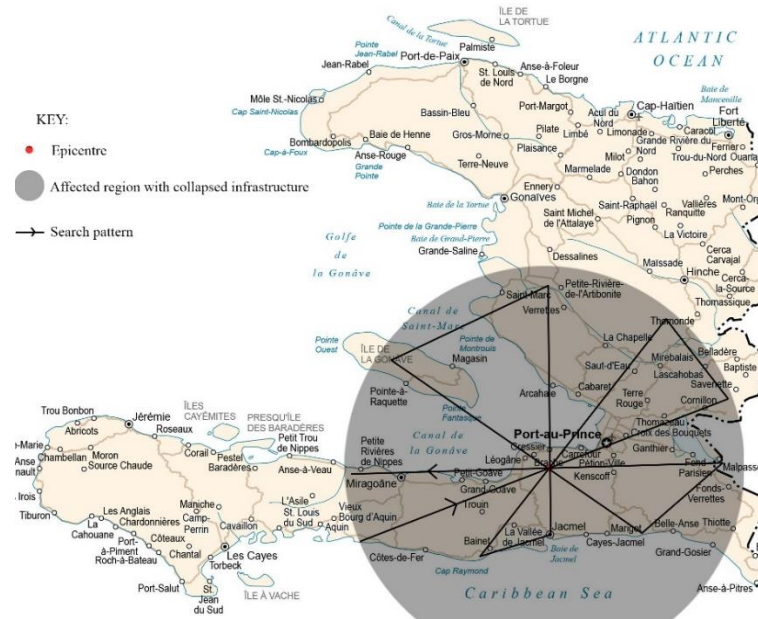 ÎLE DE
LA TORTUE
Canal de la Tortue
Palmiste
ATLANTIC
OCEAN
Pointe
Jean-Rabel
Port-de-Paix
Jean-Rabel
St. Louis
de Nord
Anse-à-Foleur
Le Borgne
KEY:
Epicentre
Affected region with collapsed infrastructure
Search pattern
Môle St.-Nicolas
Cap Saint-Nicolas
Bassin-Bleu
Port-Margot
Acul du
Nord
Cap-Haïtien
Baie de
Mancenille
Fort
Liberté
Bombardopolis
Cap-à-Foux
Baie de Henne
Anse-Rouge
Grande
Pointe
Gros-Morne
Pilate
Limbé
Limonade
Caracol
Ferrier
Grande Rivière du
Nord
Trou-du-Nord
Ouana
Plaisance
Milot
Perches
Terre-Neuve
Marmelade
Dondon
Bahon
Ennery
Baie de la Tortue
Gonaïves
Saint-Raphaël
Vallières
Ranquitte
Mont-Org
Saint Michel
de l'Attalaye
Pignon
La Victoire
Pointe de la Grande-Pierre
Baie de Grand-Pierre
Grande-Saline
Golfe
de
la Gonâve
Dessalines
Maïssade
Cerca
Carvajal
Hinche
Cerca-
la-Source
Thomassique
Saint-Marc
Petite-Rivière-
de-l'Artibonite
Verrettes
Canal de
Saint-Marc
Thomonde
La Chapelle
Pointe
Ouest
ÎLE DE
LA GONÂVE
Pointe de
Montrouis
Magasin
Mirebalais
Belladère
Saut-d'Eau
Lascahobas
Baptiste
Savenette
Pointe-à-
Raquette
Arcahaie
Cabaret
Terre
Rouge
Cornillon
Pointe
Fantasque
Thomazeau
ÎLES
CAYÉMITES
PRESQU'ÎLE
DES BARADÈRES
Trou Bonbon
Jérémie
Abricots
Roseaux
Corail
Pestel
Baradères
Petit Trou
de Nippes
Anse-à-Veau
Petite
Rivières
de Nippes
Canal de
la Gonâve
Port-au-Prince
Croix des Bouquets
Gressier
Léogâne
Carrefour
Pétion-Ville
Ganthier
Fond
Parisien
Malpasse
Kenscoff
Fonds-
Verrettes
-Marie
Chambellan
Moron
Source Chaude
Anse
nault
Irois
Miragoâne
Petit-Goâve
Grand-Goave
Trouin
L'Asile
St. Louis
du Sud
Vieux
Bourg d'Aquin
Aquin
Maniche
Camp-
Perrin
Cavaillon
Tiburon
Les Anglais
La
Cahouane
Chardonnières
Port-
à-Piment
Côteaux
Roch-à-Bateau
Chantal
Les Cayes
Torbeck
Port-Salut
St.
Jean
du Sud
ÎLE À VACHE
Côtes-de-Fer
Bainet
La Vallée
de Jacmel
Jacmel
Baie de
Jacmel
Cayes-Jacmel
Marigot
Belle-Anse
Thiotte
Grand-Gosier
Anse-à-Pitres
Cap Raymond
Caribbean Sea